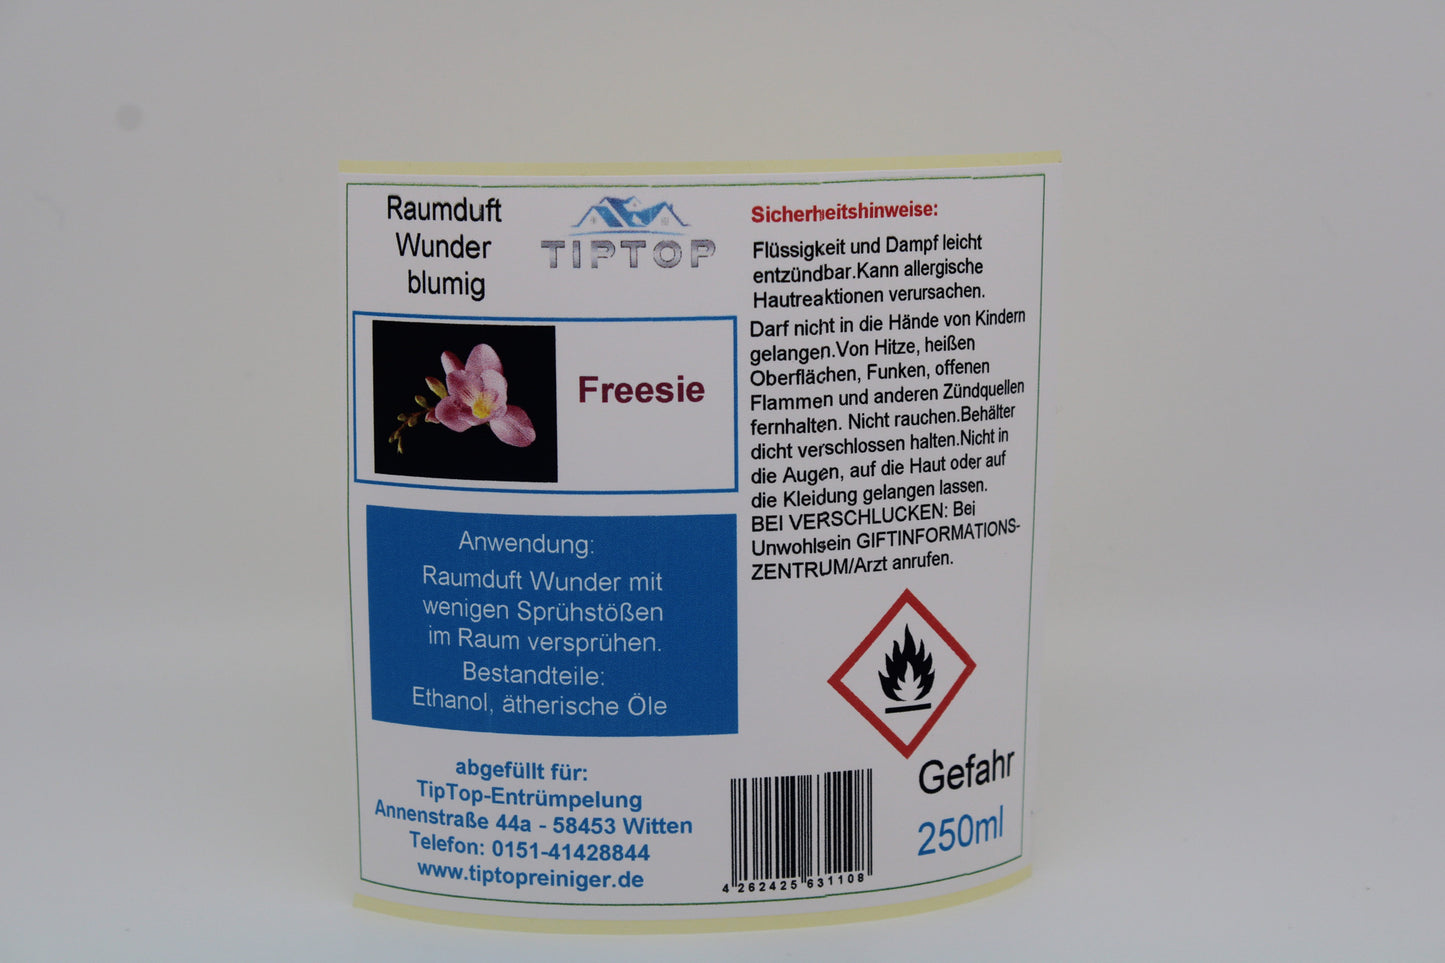 Raumduft
Wunder
blumig
TIPTOP
Freesie
Anwendung:
Raumduft Wunder mit
wenigen Sprühstößen
im Raum versprühen.
Bestandteile:
Ethanol, ätherische Öle
abgefüllt für:
TipTop-Entrümpelung
Annenstraße 44a - 58453 Witten
Telefon: 0151-41428844
www.tiptopreiniger.de
Sicherheitshinweise:
Flüssigkeit und Dampf leicht
entzündbar.Kann allergische
Hautreaktionen verursachen.
Darf nicht in die Hände von Kindern
gelangen.Von Hitze, heißen
Oberflächen, Funken, offenen
Flammen und anderen Zündquellen
fernhalten. Nicht rauchen.Behälter
dicht verschlossen halten.Nicht in
die Augen, auf die Haut oder auf
die Kleidung gelangen lassen.
BEI VERSCHLUCKEN: Bei
Unwohlsein GIFTINFORMATIONS-
ZENTRUM/Arzt anrufen.
Gefahr
250ml
4 262425 631108